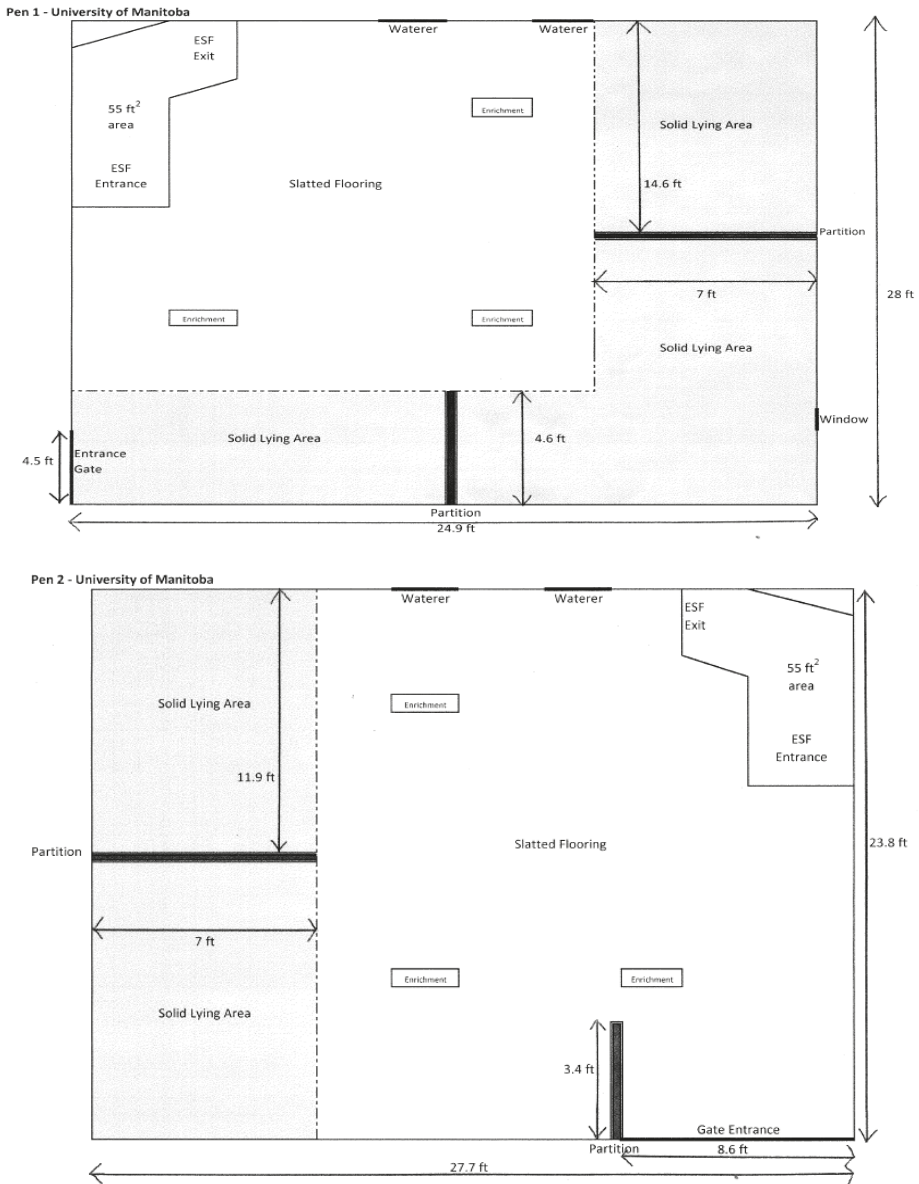 Pen 1 - University of Manitoba
Waterer
Waterer
ESF
Exit
55 ft²
area
ESF
Entrance
Enrichment
Slatted Flooring
Solid Lying Area
14.6 ft
Partition
7 ft
28 ft
Enrichment
Enrichment
Solid Lying Area
Window
Solid Lying Area
4.6 ft
4.5 ft
Entrance
Gate
Partition
24.9 ft
Pen 2 - University of Manitoba
Waterer
Waterer
ESF
Exit
55 ft²
area
ESF
Entrance
Solid Lying Area
Enrichment
11.9 ft
Partition
Slatted Flooring
23.8 ft
7 ft
Enrichment
Enrichment
Solid Lying Area
3.4 ft
Gate Entrance
Partition
8.6 ft
27.7 ft